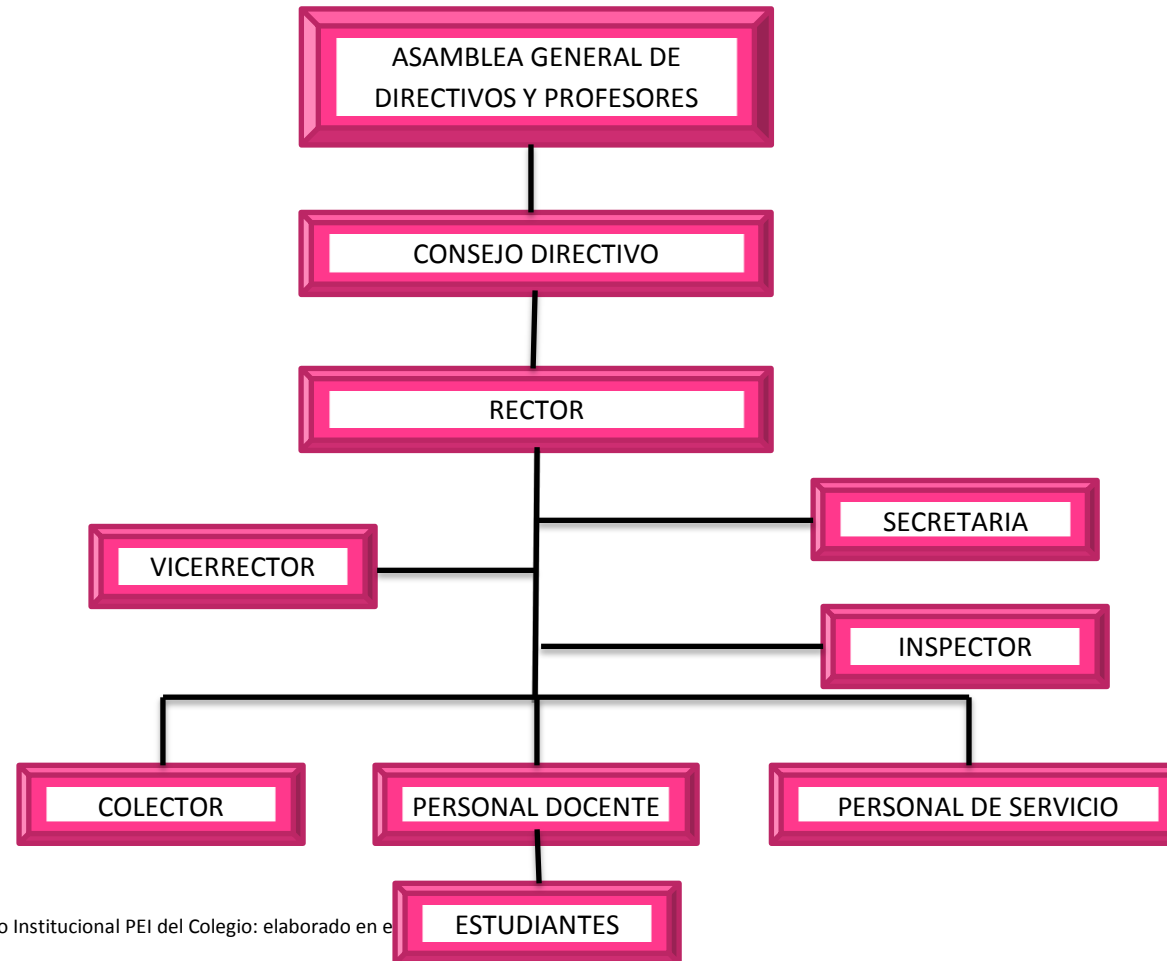 ASAMBLEA GENERAL DE
DIRECTIVOS Y PROFESORES
CONSEJO DIRECTIVO
RECTOR
SECRETARIA
VICERRECTOR
INSPECTOR
COLECTOR
PERSONAL DOCENTE
PERSONAL DE SERVICIO
ESTUDIANTES
Institucional PEI del Colegio: elaborado en